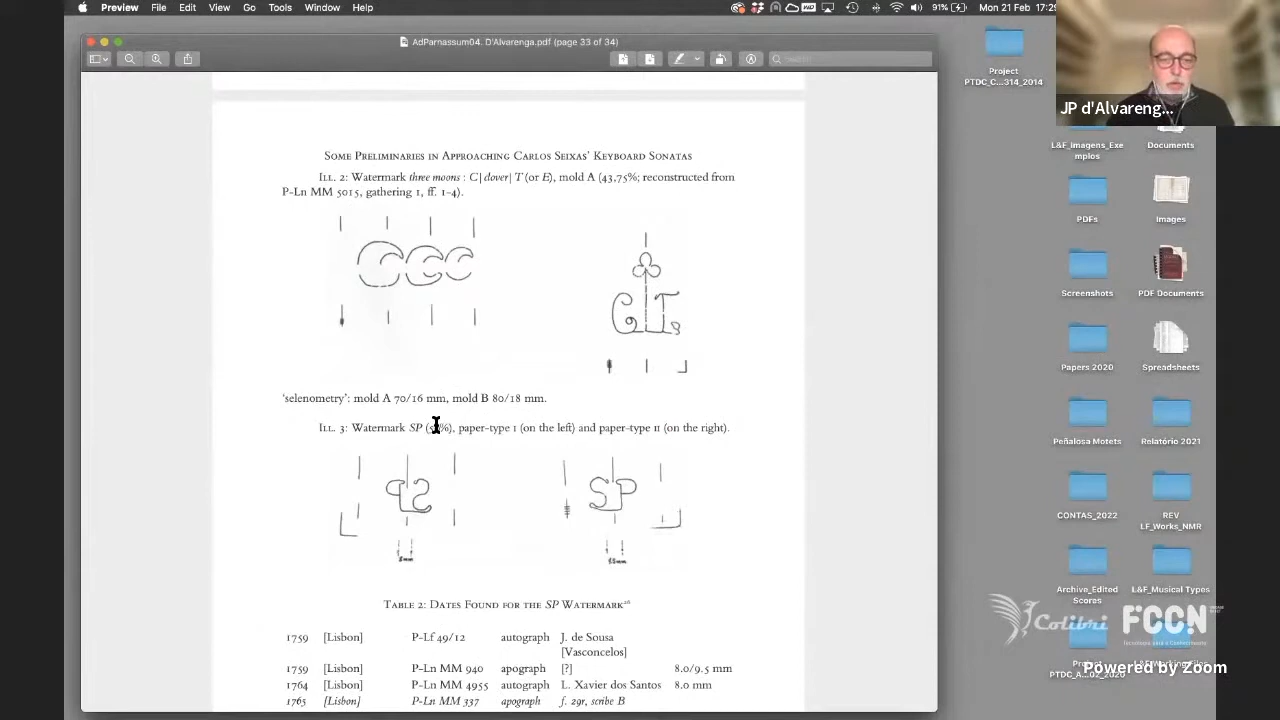 Preview File Edit View Go Tools Window Help
91% Mon 21 Feb 17:29
AdParnassum04. D'Alvarenga.pdf (page 33 of 34)
Search
JP d'Alvareng...
Some Preliminaries in Approaching Carlos Seixas' Keyboard Sonatas
Ill. 2: Watermark three moons : C|clover| T (or E), mold A (43,75%; reconstructed from
P-Ln MM 5015, gathering 1, ff. 1-4).
C T
'selenometry': mold A 70/16 mm, mold B 80/18 mm.
Ill. 3: Watermark SP paper-type I (on the left) and paper-type II (on the right).
SP
Table 2: Dates Found for the SP Watermark
1759 [Lisbon] P-Lf 49/12 autograph J. de Sousa
[Vasconcelos]
1759 [Lisbon] P-Ln MM 940 apograph [?] 8.0/9.5 mm
1764 [Lisbon] P-Ln MM 4955 autograph L. Xavier dos Santos 8.0 mm
1765 [Lisbon] P-Ln MM 337 apograph f. 29r, scribe B
Project
PTDC_C...314_2014
L&F_Imagens_Exe
mplos
Documents
PDFs
Images
Screenshots
PDF Documents
Papers 2020
Spreadsheets
Peñalosa Motets
Relatório 2021
CONTAS_2022
REV
LF_Works_NMR
Archive_Edited
Scores
L&F_Musical Types
Colibri FCCN
Powered by Zoom